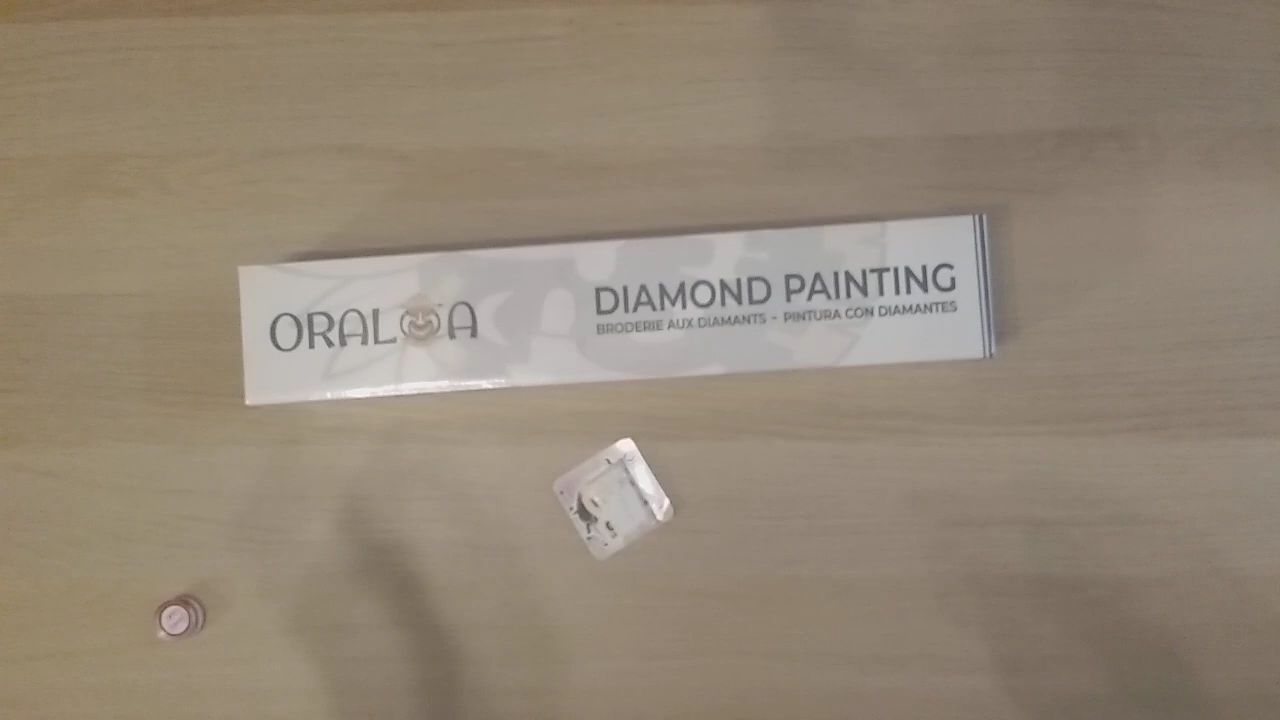 ORALOA
DIAMOND PAINTING
BRODERIE AUX DIAMANTS - PINTURA CON DIAMANTES